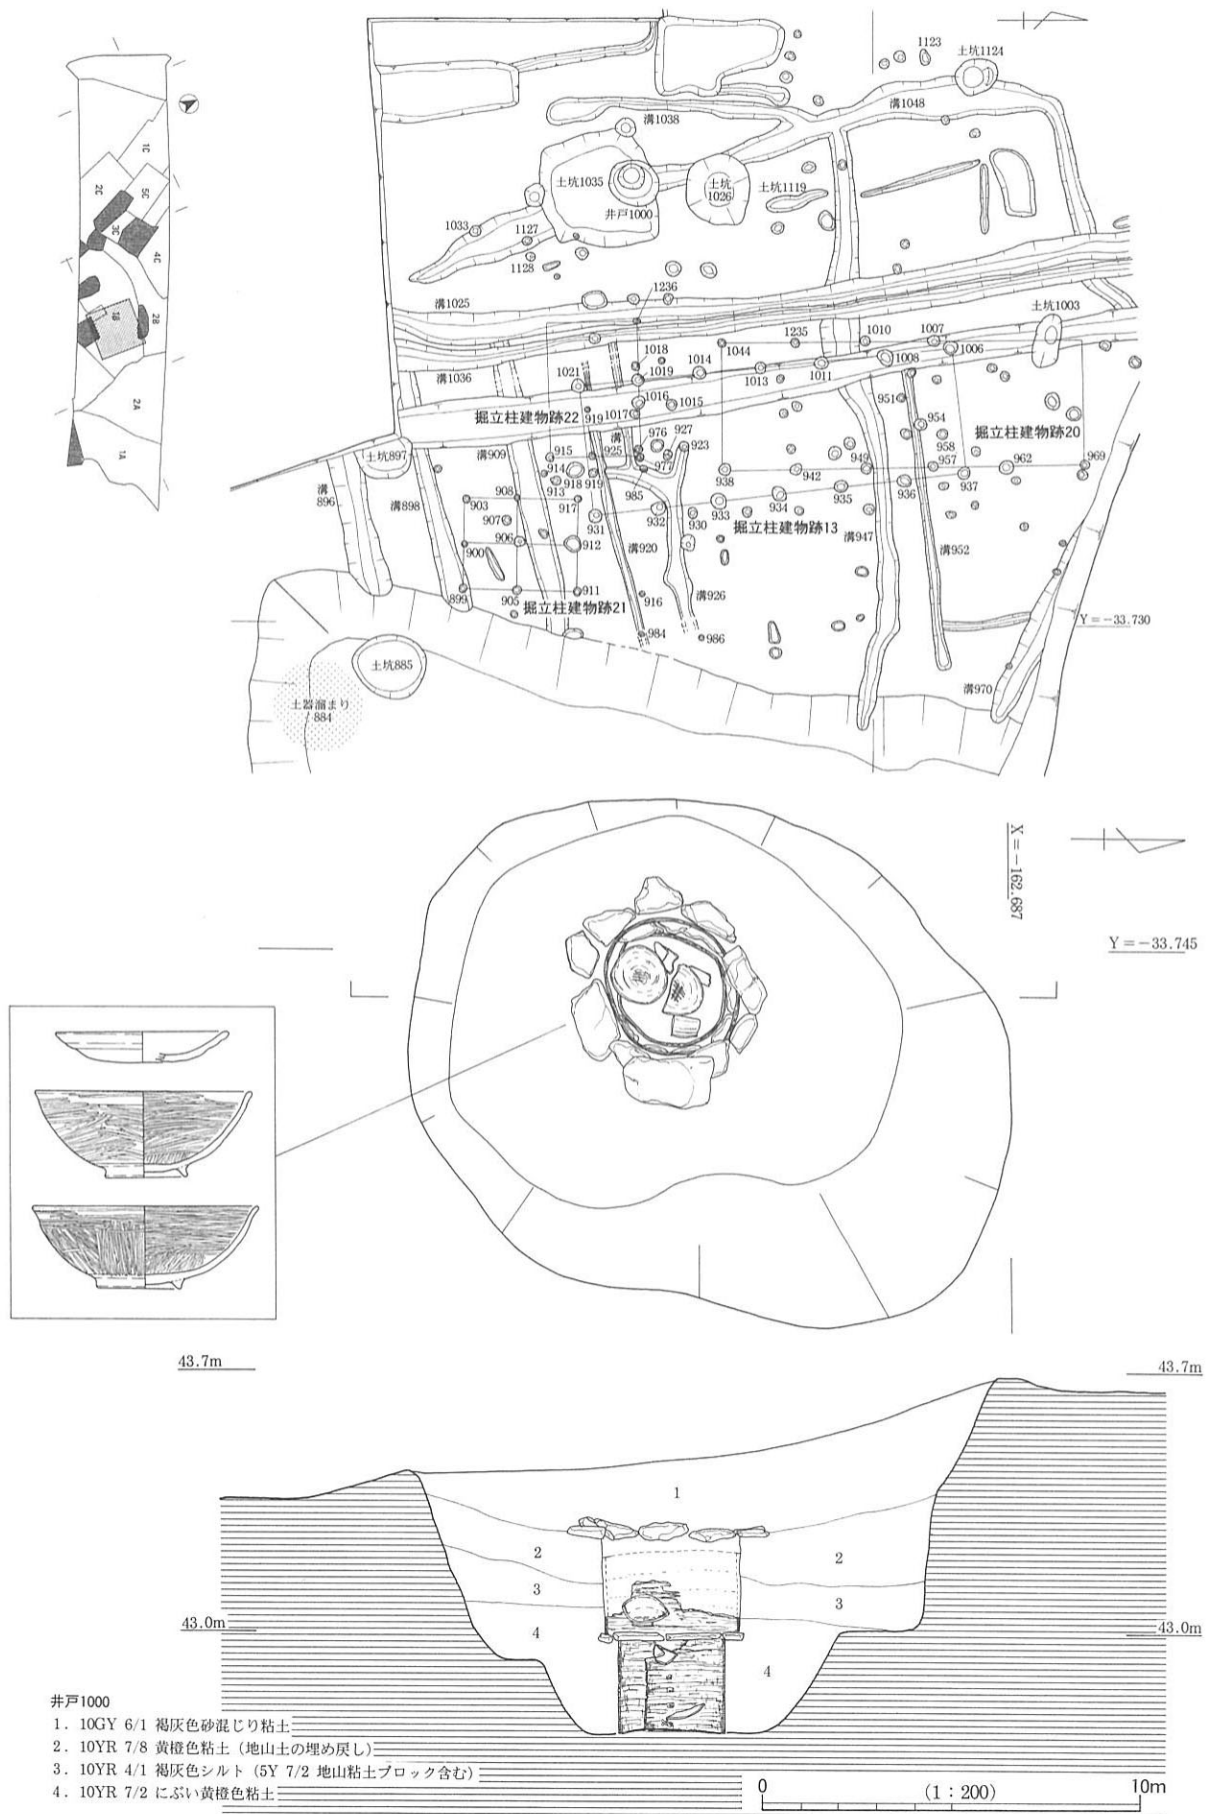 1C
2C
5C
3C
4C
1B
2B
2A
1A
1123
土坑1124
溝1048
溝1038
土坑1035
土坑
1026
土坑1119
井戸1000
1033
1127
1128
1236
溝1025
土坑1003
1018
1044
1235
1010
1007
1006
1008
1014
1013
1011
1021
1019
溝1036
1016
1017
1015
掘立柱建物跡22
919
951
954
掘立柱建物跡20
976
927
923
溝
925
977
985
土坑897
溝909
915
914
918
919
913
958
957
962
969
949
942
938
937
936
935
934
933
932
931
930
溝
896
溝898
903
908
917
907
906
912
900
掘立柱建物跡13
溝947
溝952
溝920
溝926
899
905
911
916
掘立柱建物跡21
984
986
Y=-33.730
土坑885
溝970
土器溜まり
884
X=-162.687
Y=-33.745
43.7m
43.7m
1
2
2
3
3
43.0m
43.0m
4
4
井戸1000
1. 10GY 6/1 褐灰色砂混じり粘土
2. 10YR 7/8 黄橙色粘土(地山土の埋め戻し)
3. 10YR 4/1 褐灰色シルト(5Y 7/2 地山粘土ブロック含む)
4. 10YR 7/2 にぶい黄橙色粘土
0
(1:200)
10m